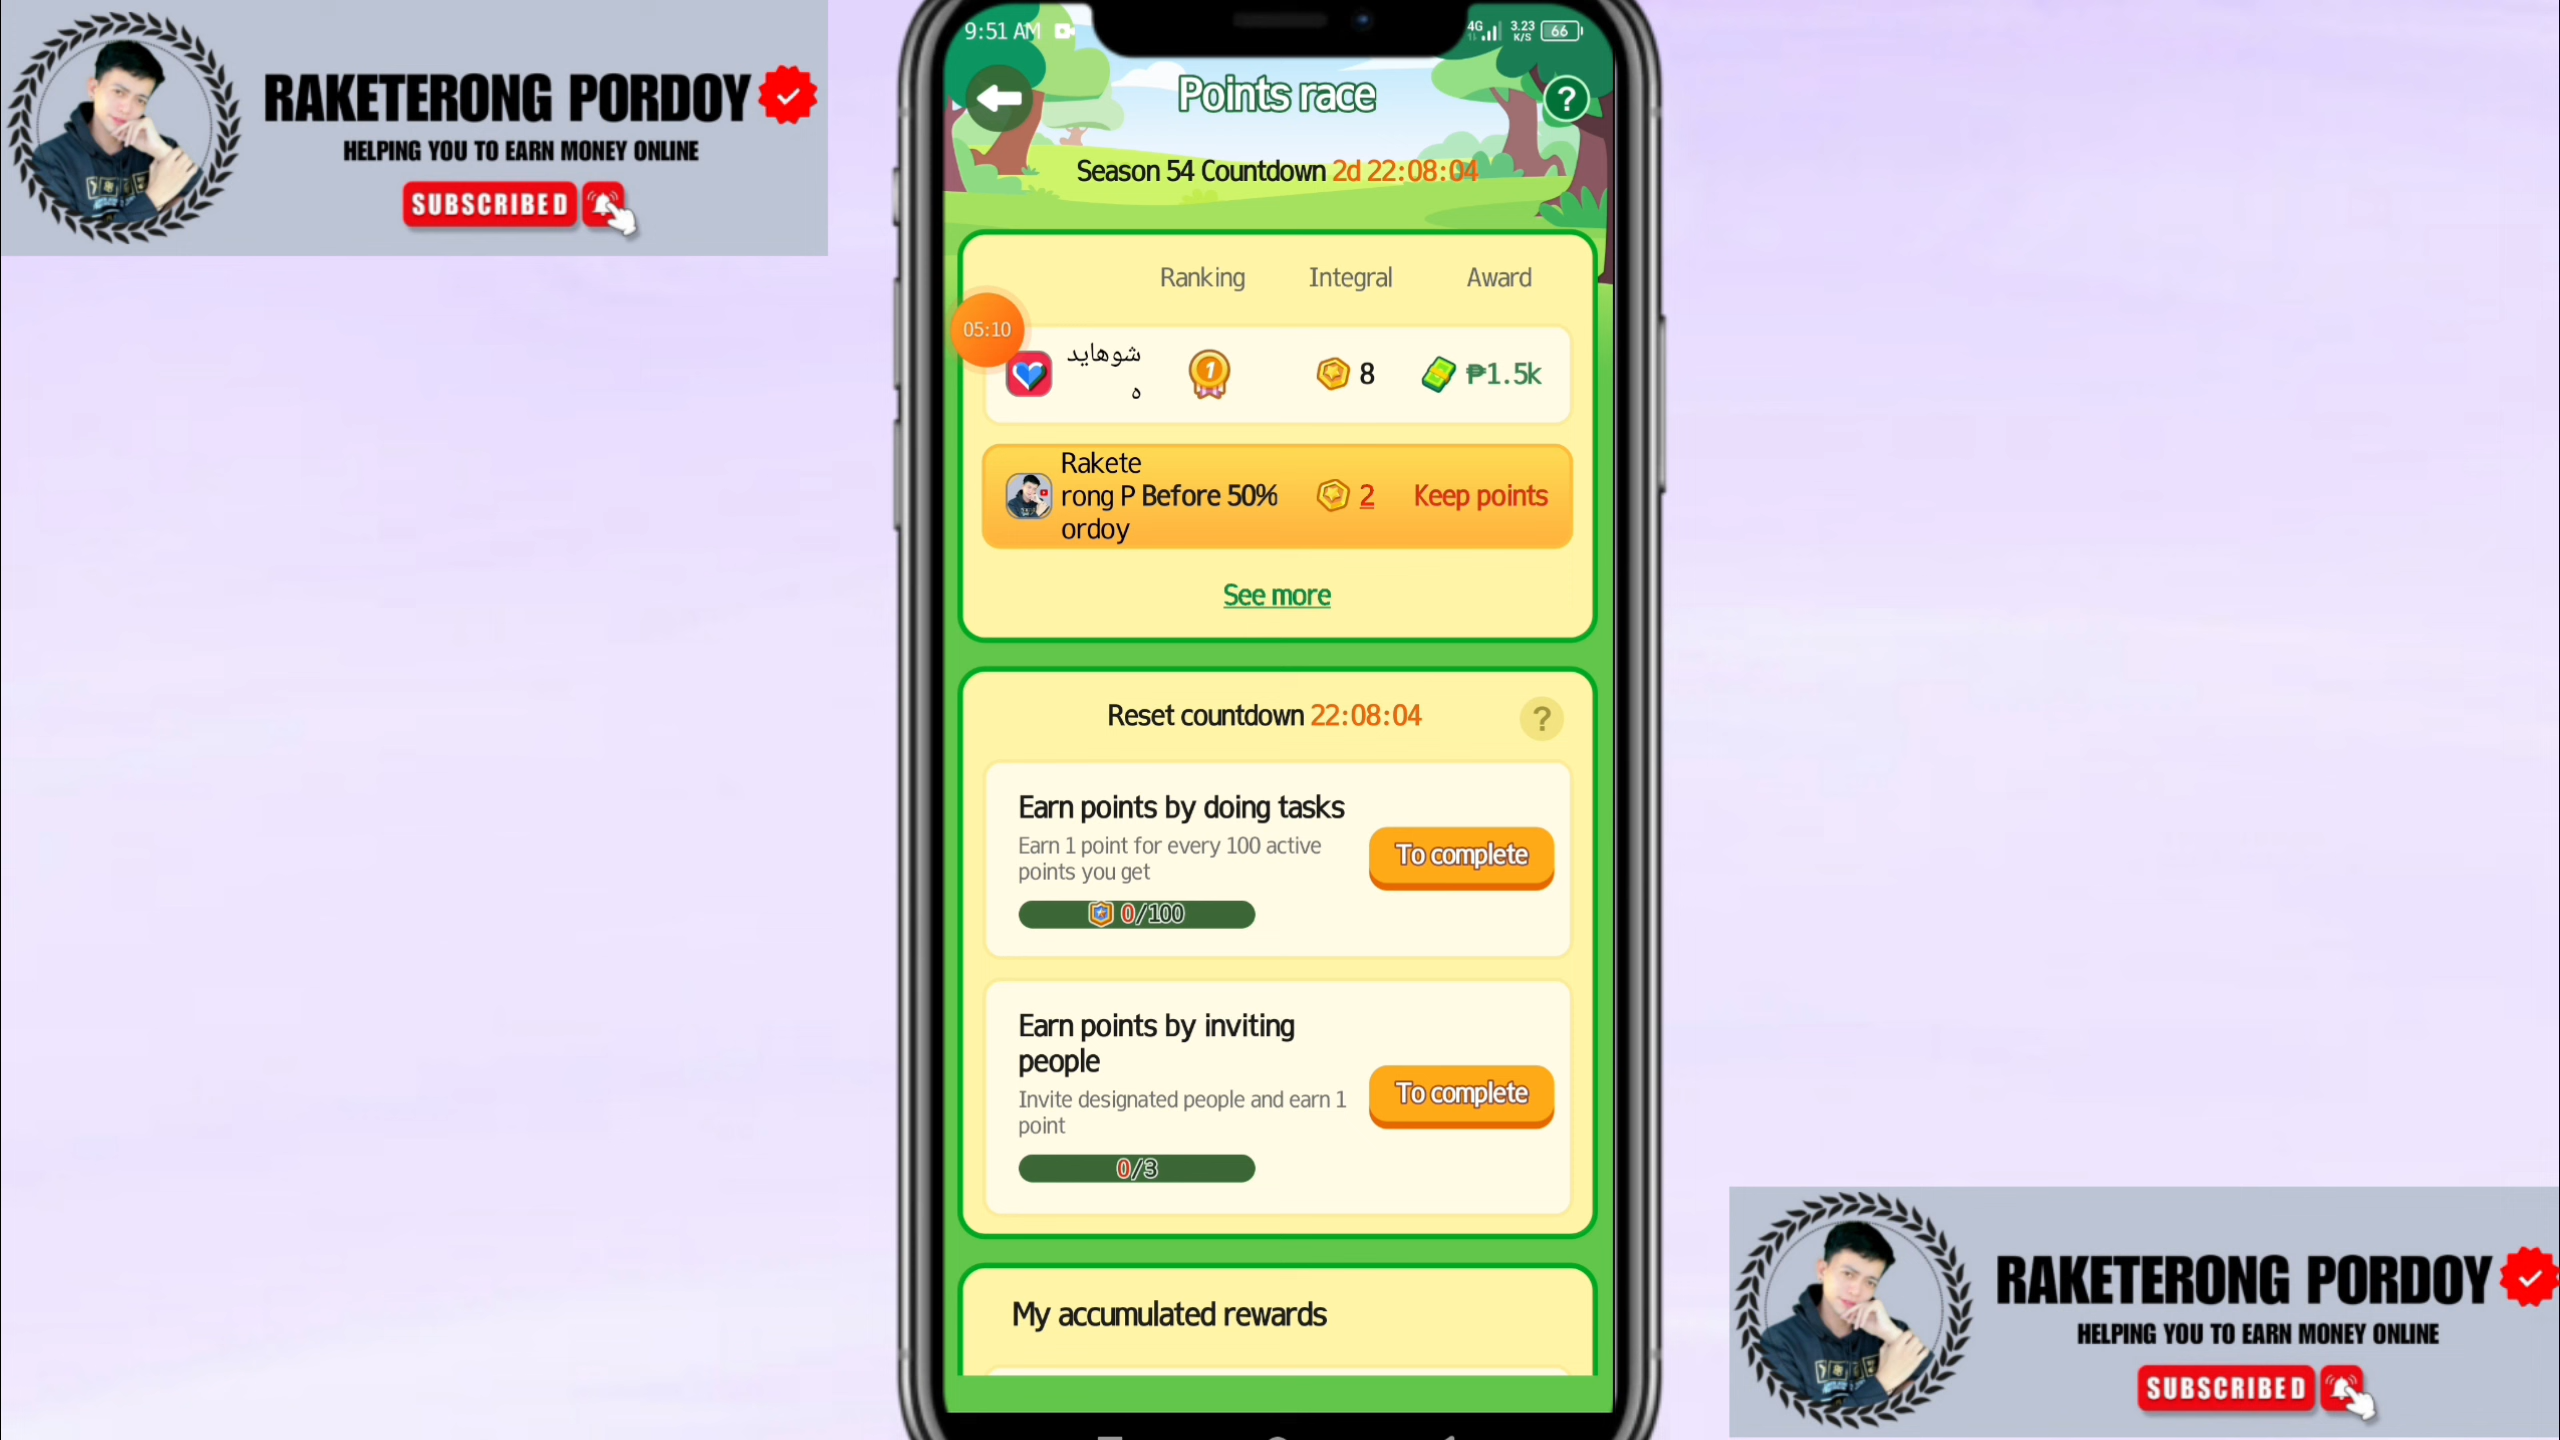 RAKETERONG PORDOY
HELPING YOU TO EARN MONEY ONLINE
SUBSCRIBED
9:51 AM
4G
3.23
K/S
66
Points race
?
Season 54 Countdown 2d 22:08:04
Ranking Integral Award
05:10
شوهايد
ه
1
8
₱1.5k
Rakete
rong P Before 50% 2 Keep points
ordoy
See more
Reset countdown 22:08:04
?
Earn points by doing tasks
Earn 1 point for every 100 active
points you get
To complete
0/100
Earn points by inviting
people
Invite designated people and earn 1
point
To complete
0/3
My accumulated rewards
RAKETERONG PORDOY
HELPING YOU TO EARN MONEY ONLINE
SUBSCRIBED